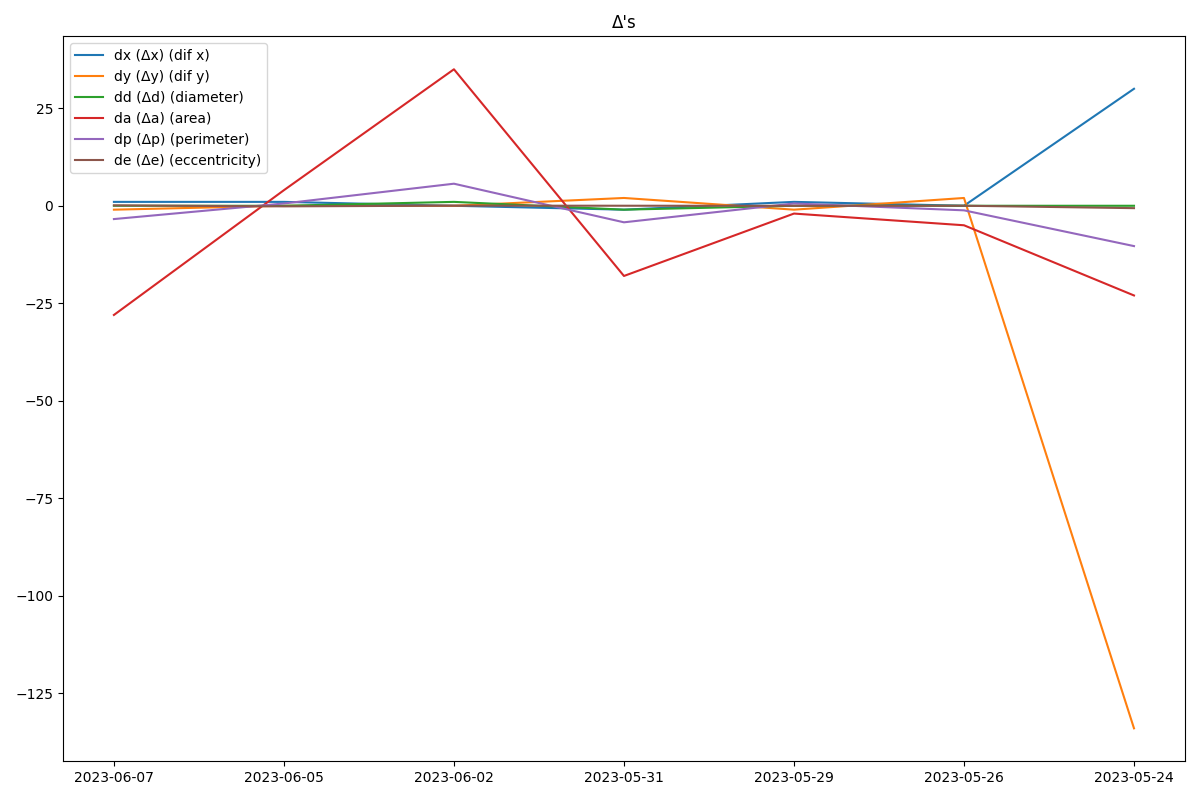 Δ's
dx (Δx) (dif x)
dy (Δy) (dif y)
dd (Δd) (diameter)
da (Δa) (area)
dp (Δp) (perimeter)
de (Δe) (eccentricity)
25
0
−25
−50
−75
−100
−125
2023-06-07 2023-06-05 2023-06-02 2023-05-31 2023-05-29 2023-05-26 2023-05-24